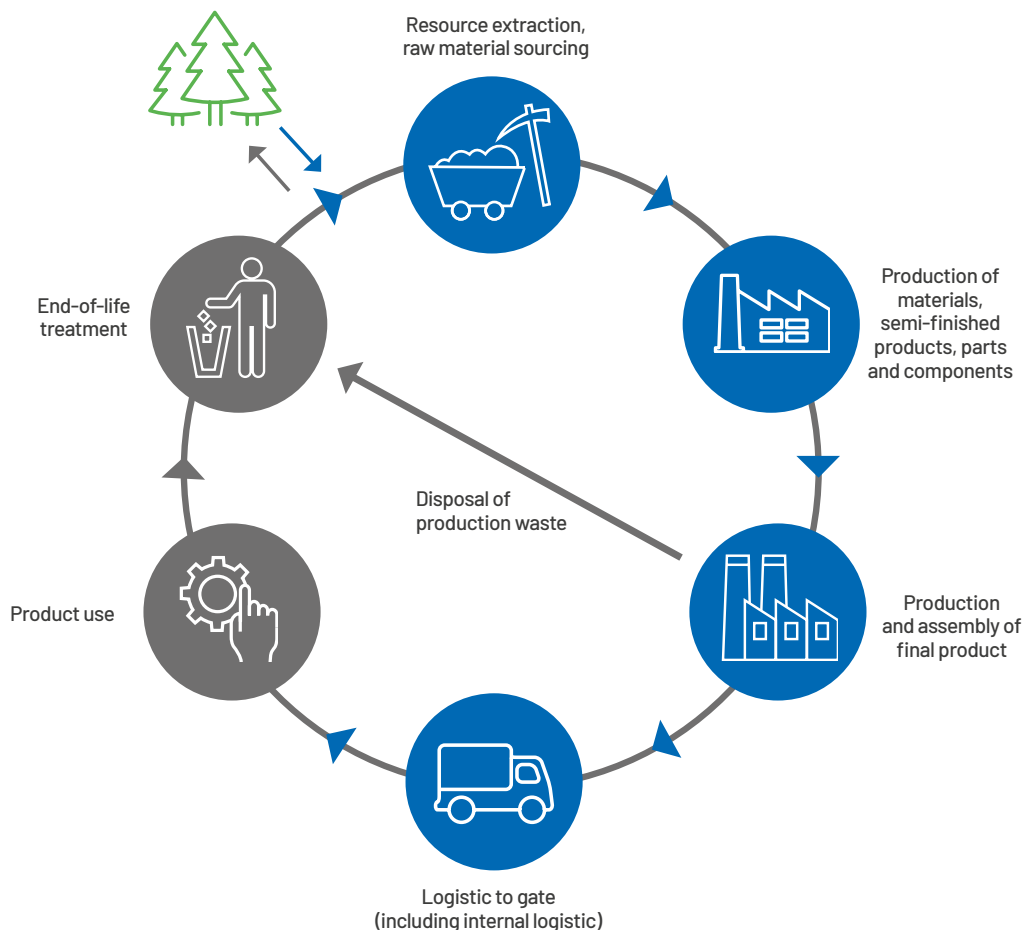 Resource extraction,
raw material sourcing
End-of-life
treatment
Production of
materials,
semi-finished
products, parts
and components
Disposal of
production waste
Product use
Production
and assembly of
final product
Logistic to gate
(including internal logistic)